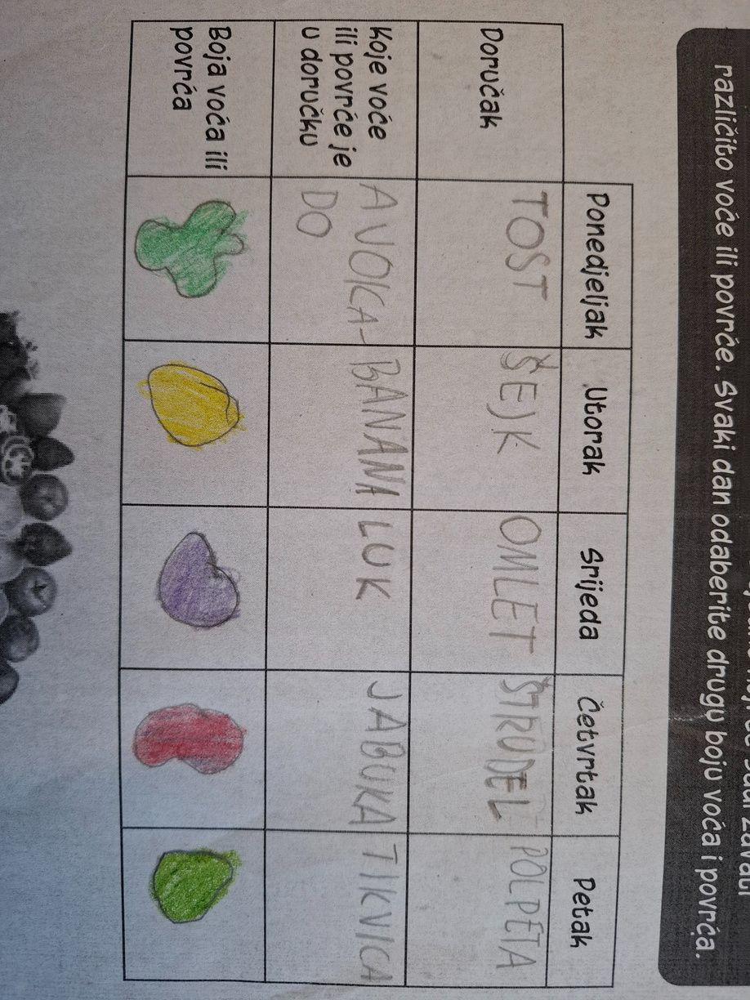 različito voće ili povrće. Svaki dan odaberite drugu boju voća i povrća.
Ponedjeljak Utorak Srijeda Četvrtak Petak
Doručak TOST ŠEJK OMLET ŠTRUDEL POLPETA
Koje voće
ili povrće je
u doručku
AVOKA-
DO
BANANA
LUK
JABUKA
TIKVICA
Boja voća ili
povrća